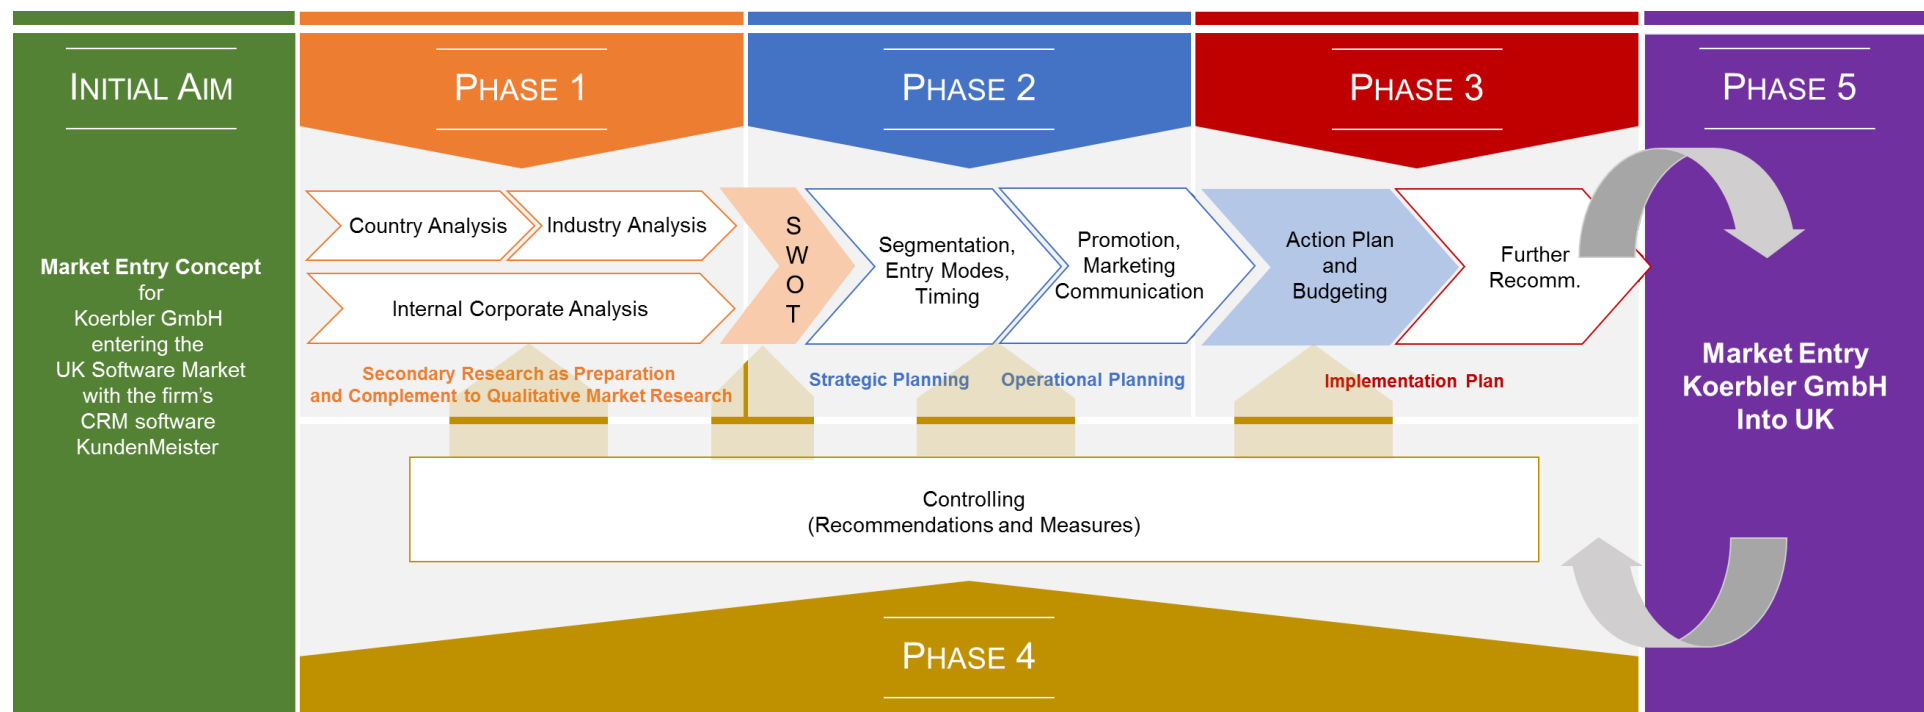 INITIAL AIM
Market Entry Concept
for
Koerbler GmbH
entering the
UK Software Market
with the firm's
CRM software
KundenMeister
PHASE 1
Country Analysis
Industry Analysis
Internal Corporate Analysis
Secondary Research as Preparation
and Complement to Qualitative Market Research
S
W
O
T
PHASE 2
Segmentation,
Entry Modes,
Timing
Promotion,
Marketing
Communication
Strategic Planning
Operational Planning
PHASE 3
Action Plan
and
Budgeting
Further
Recomm.
Implementation Plan
Controlling
(Recommendations and Measures)
PHASE 4
PHASE 5
Market Entry
Koerbler GmbH
Into UK